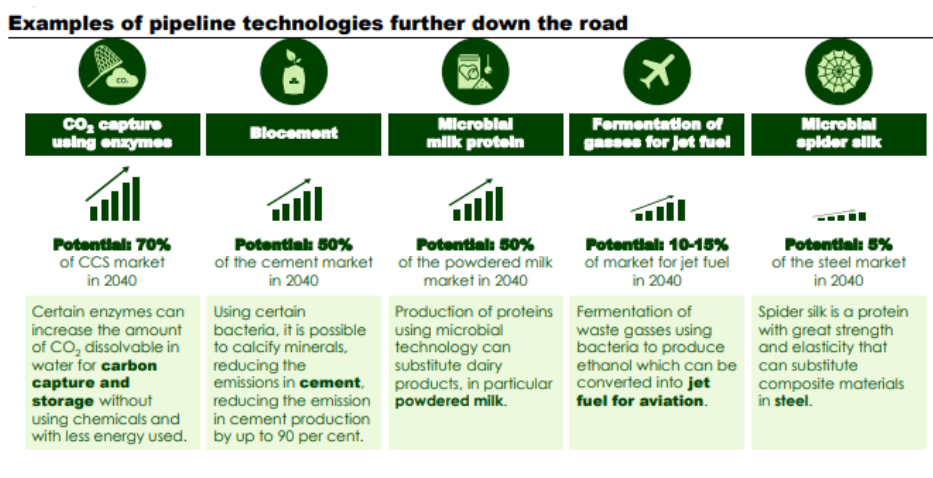 Examples of pipeline technologies further down the road
CO₂
CO₂ capture
using enzymes
Potential: 70%
of CCS market
in 2040
Certain enzymes can
increase the amount
of CO₂ dissolvable in
water for carbon
capture and
storage without
using chemicals and
with less energy used.
Biocement
Potential: 50%
of the cement market
in 2040
Using certain
bacteria, it is possible
to calcify minerals,
reducing the
emissions in cement,
reducing the emission
in cement production
by up to 90 per cent.
Microbial
milk protein
Potential: 50%
of the powdered milk
market in 2040
Production of proteins
using microbial
technology can
substitute dairy
products, in particular
powdered milk.
Fermentation of
gasses for jet fuel
Potential: 10-15%
of market for jet fuel
in 2040
Fermentation of
waste gasses using
bacteria to produce
ethanol which can be
converted into jet
fuel for aviation.
Microbial
spider silk
Potential: 5%
of the steel market
in 2040
Spider silk is a protein
with great strength
and elasticity that
can substitute
composite materials
in steel.